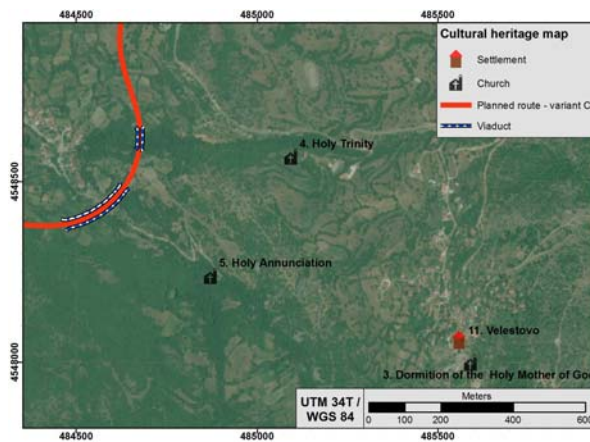 484500 485000 485500
Cultural heritage map
Settlement
Church
Planned route - variant C
Viaduct
4. Holy Trinity
4548500
5. Holy Annunciation
11. Velestovo
4548000
3. Dormition of the Holy Mother of God
UTM 34T /
WGS 84
Meters
0 100 200 400 600
484500 485000 485500